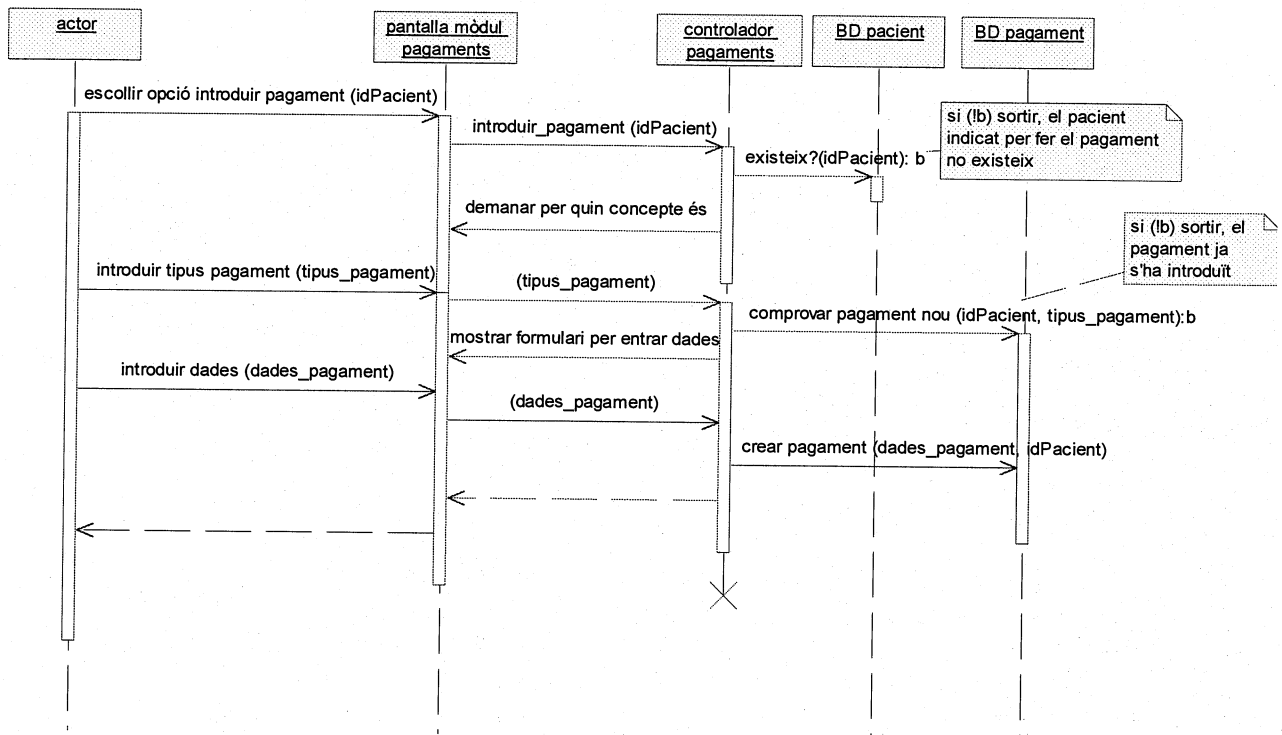 actor
pantalla mòdul
pagaments
controlador
pagaments
BD pacient
BD pagament
escollir opció introduir pagament (idPacient)
introduir_pagament (idPacient)
existeix?(idPacient): b
si (!b) sortir, el pacient
indicat per fer el pagament
no existeix
demanar per quin concepte és
si (!b) sortir, el
pagament ja
s'ha introduït
introduir tipus pagament (tipus_pagament)
(tipus_pagament)
comprovar pagament nou (idPacient, tipus_pagament):b
mostrar formulari per entrar dades
introduir dades (dades_pagament)
(dades_pagament)
crear pagament (dades_pagament, idPacient)